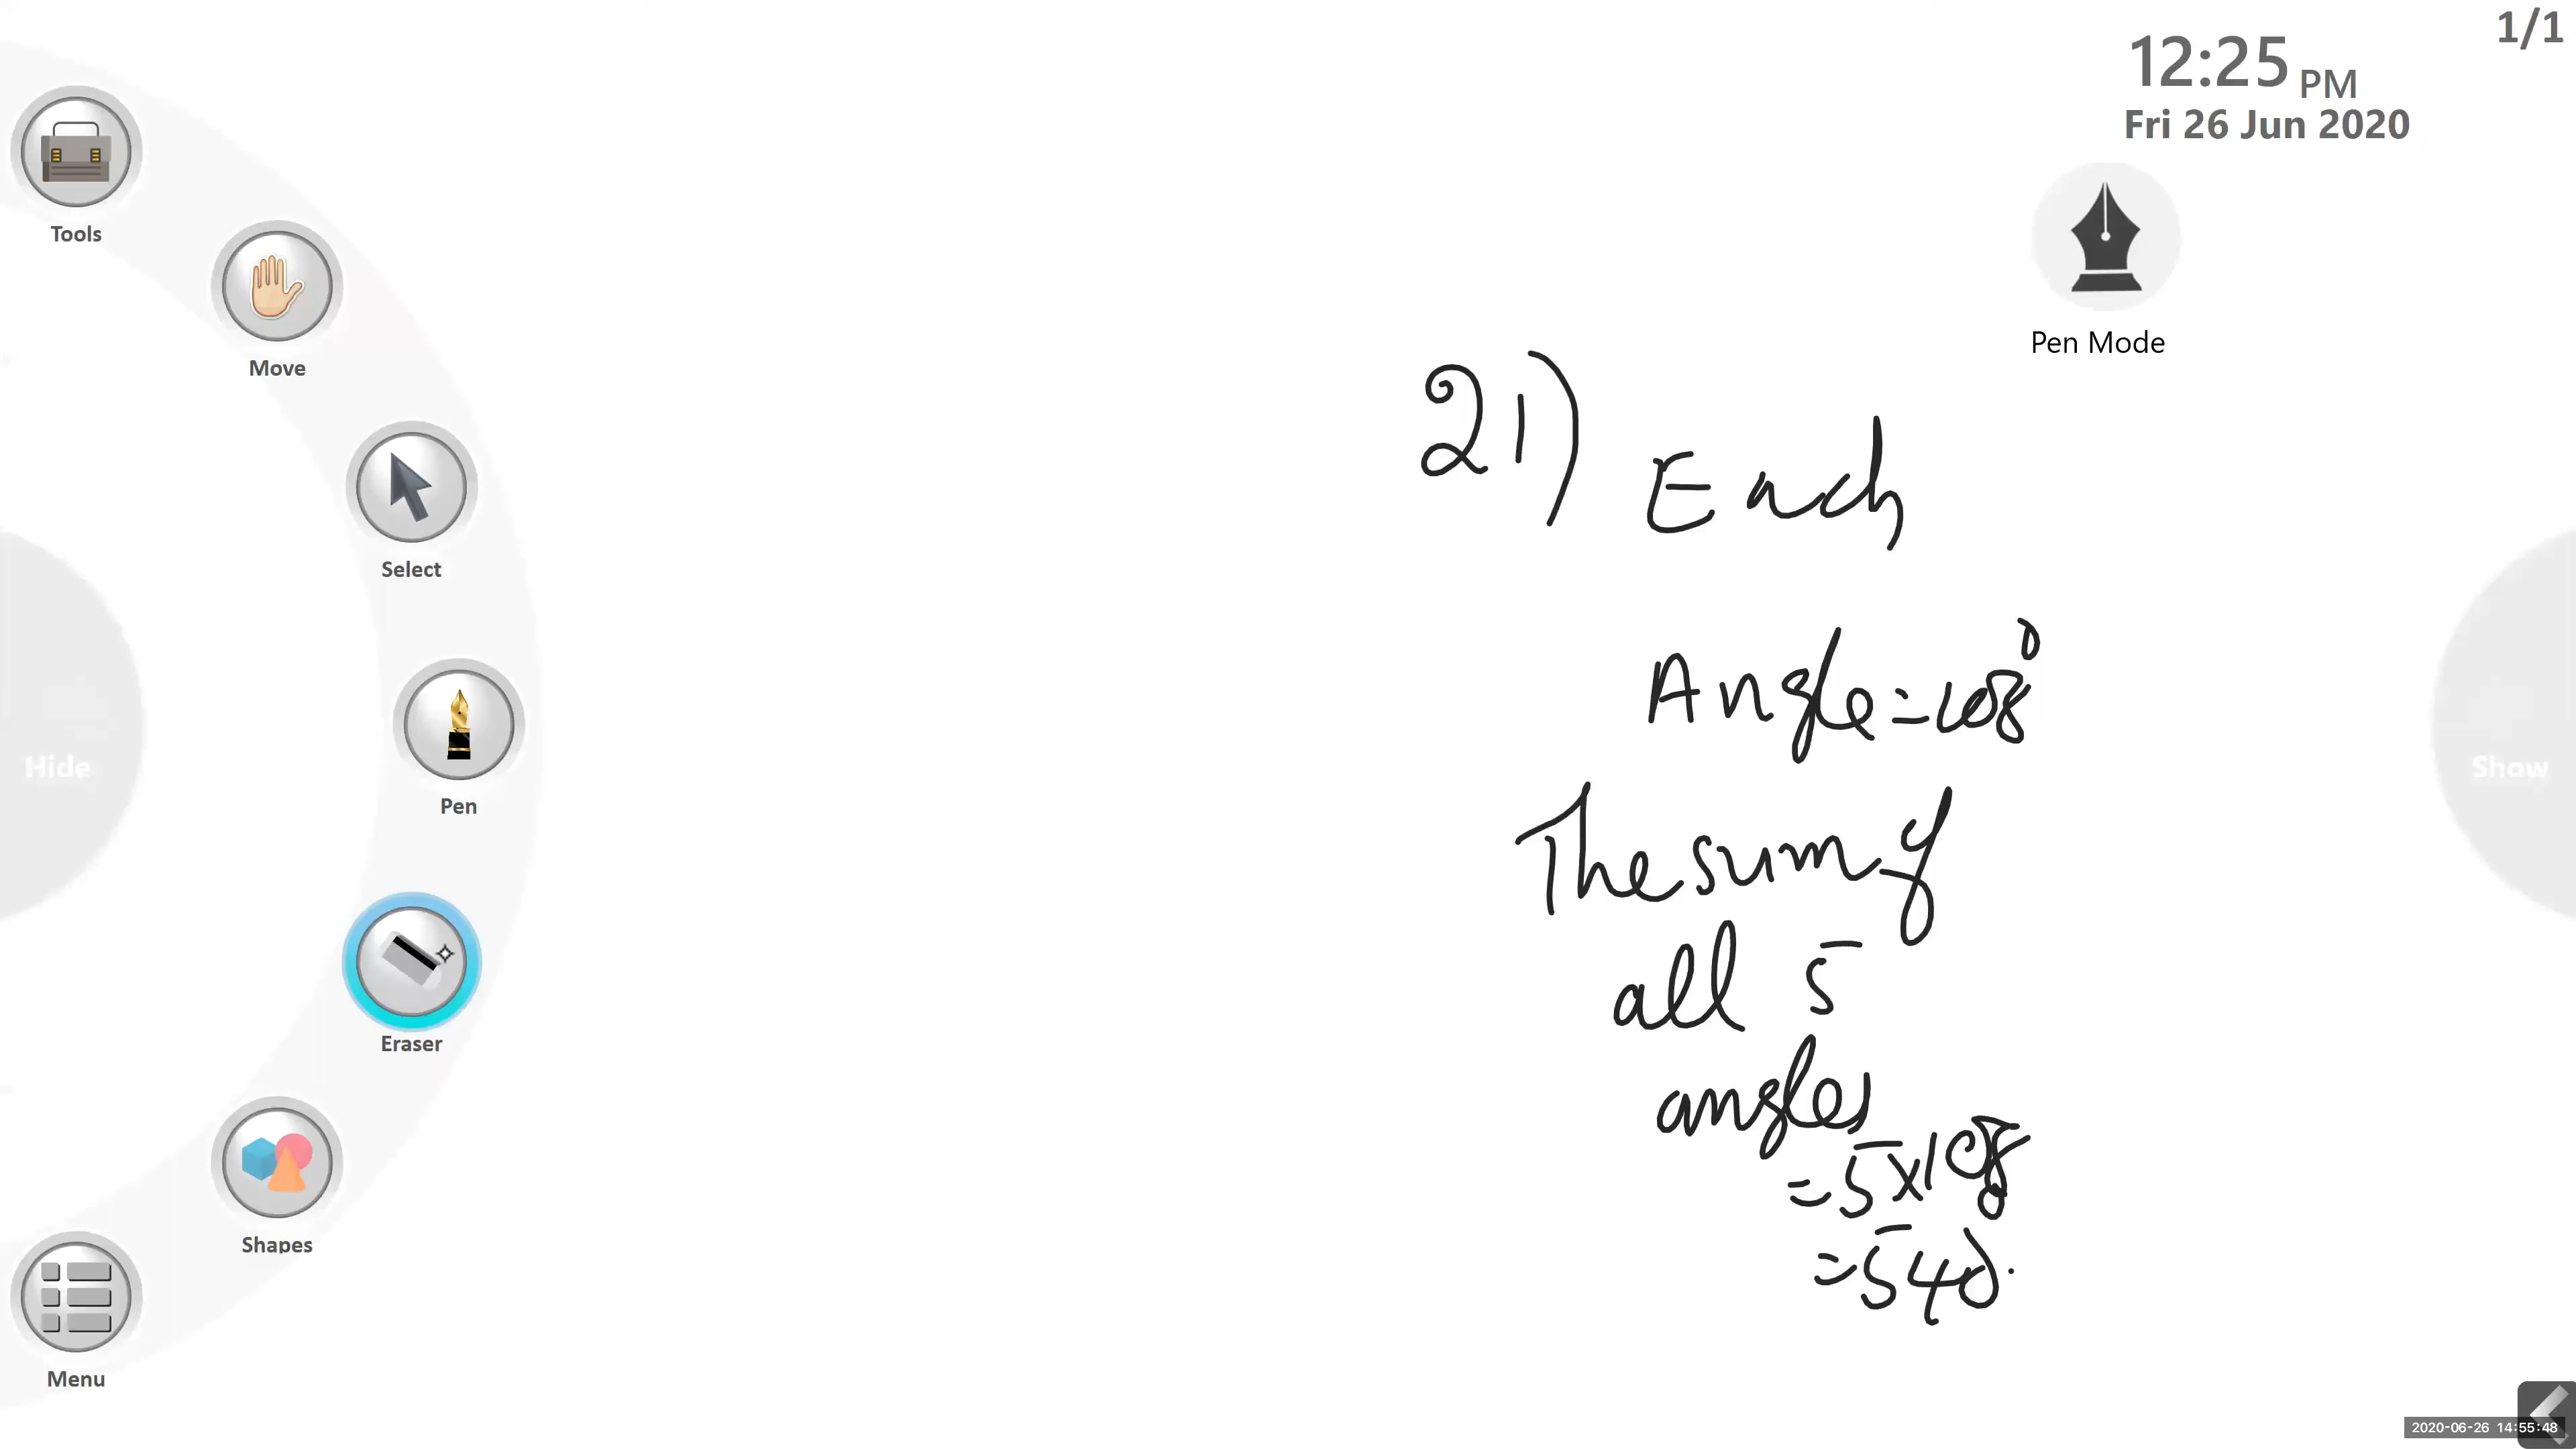 1/1
12:25 PM
Fri 26 Jun 2020
Tools
Move
Pen Mode
Select
Hide
Show
Pen
Eraser
Shapes
Menu
21) Each
Angle = 108°
The sum of
all 5
angles
= 5x108
= 540.
2020-06-26 14:55:48